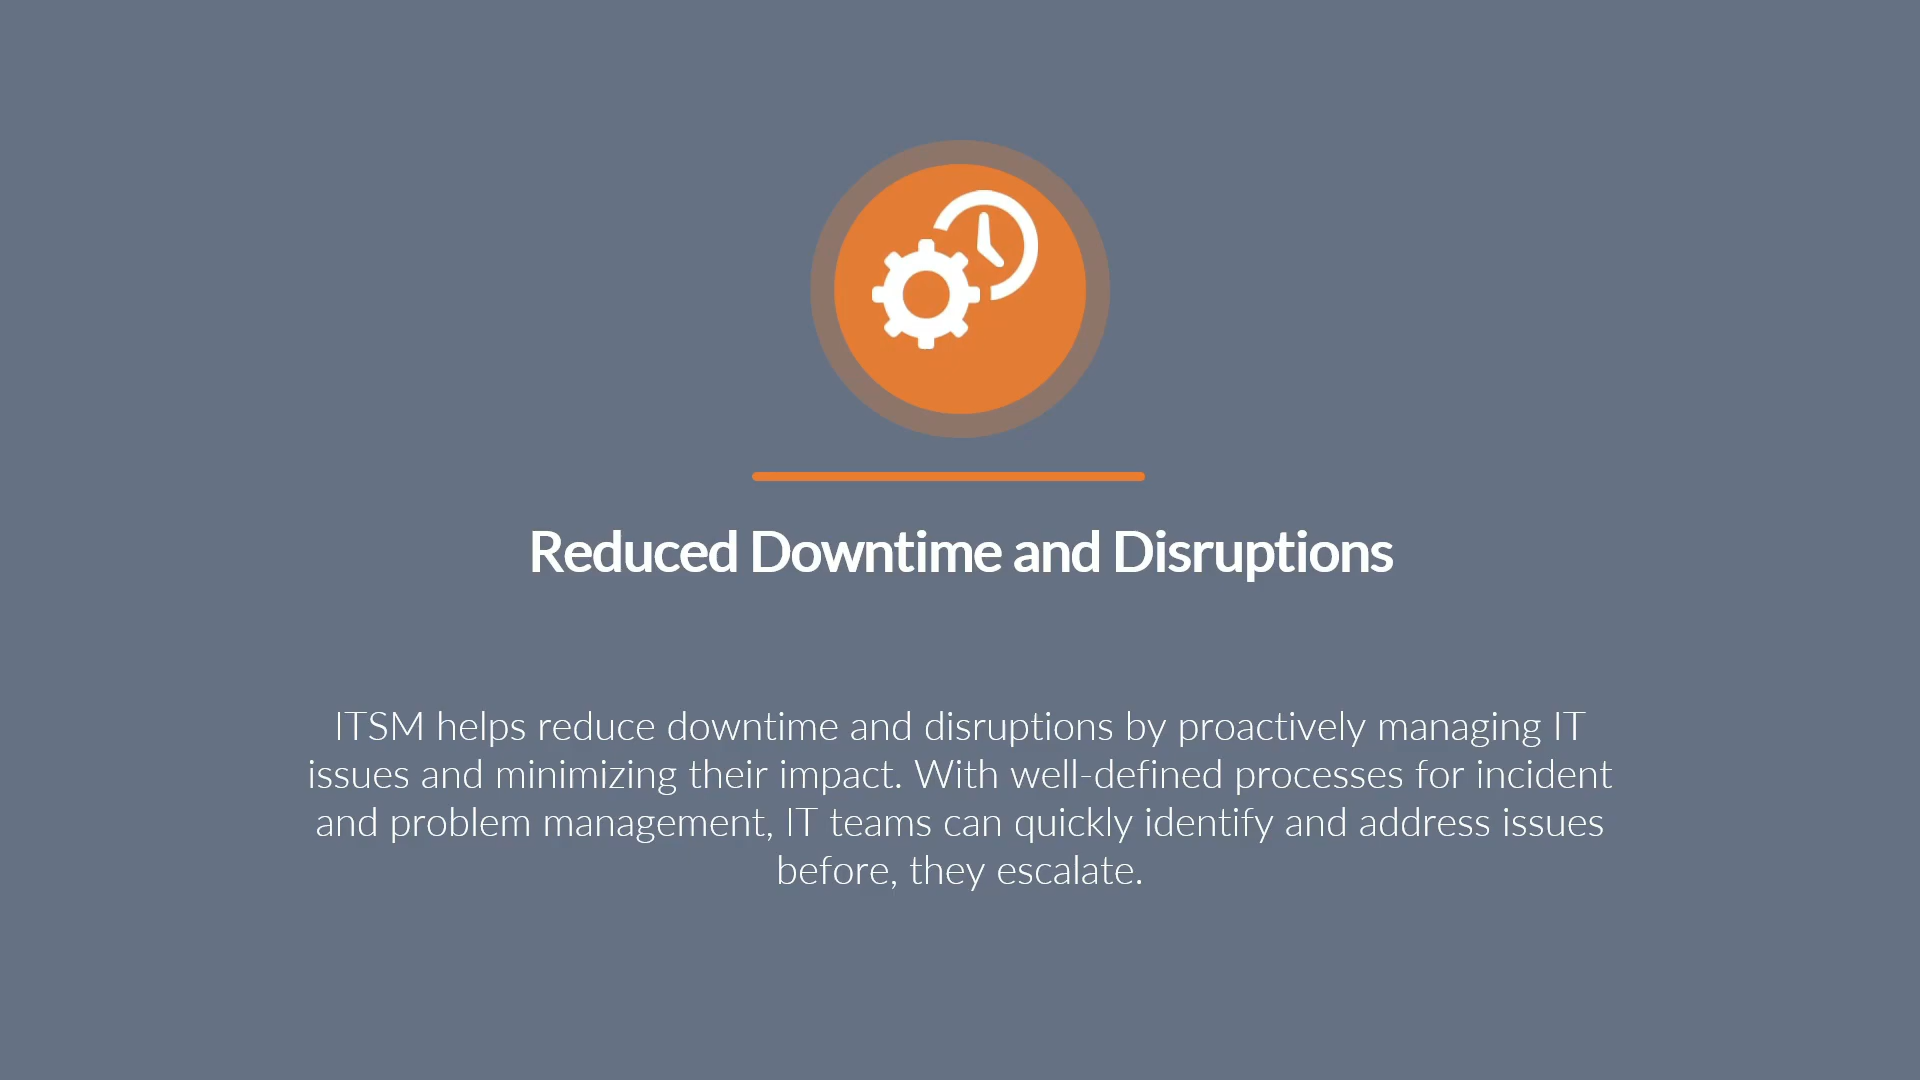 Reduced Downtime and Disruptions
ITSM helps reduce downtime and disruptions by proactively managing IT
issues and minimizing their impact. With well-defined processes for incident
and problem management, IT teams can quickly identify and address issues
before, they escalate.